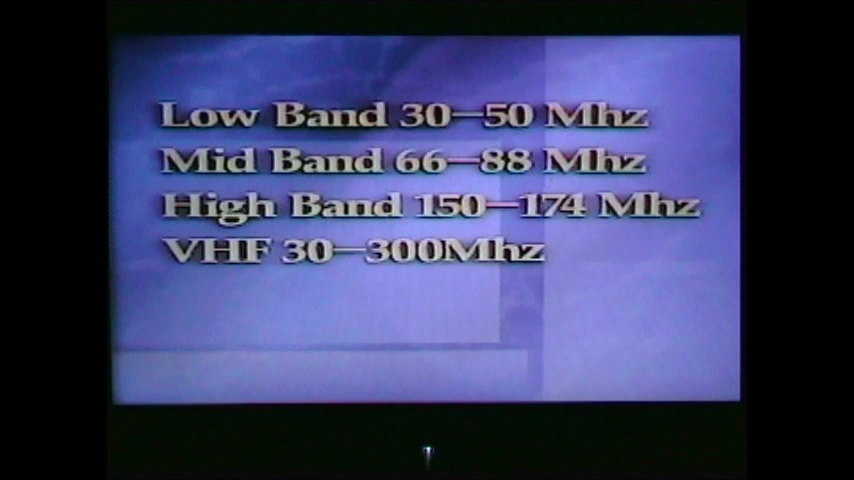 Low Band 30-50 Mhz
Mid Band 66-88 Mhz
High Band 150-174 Mhz
VHF 30-300Mhz